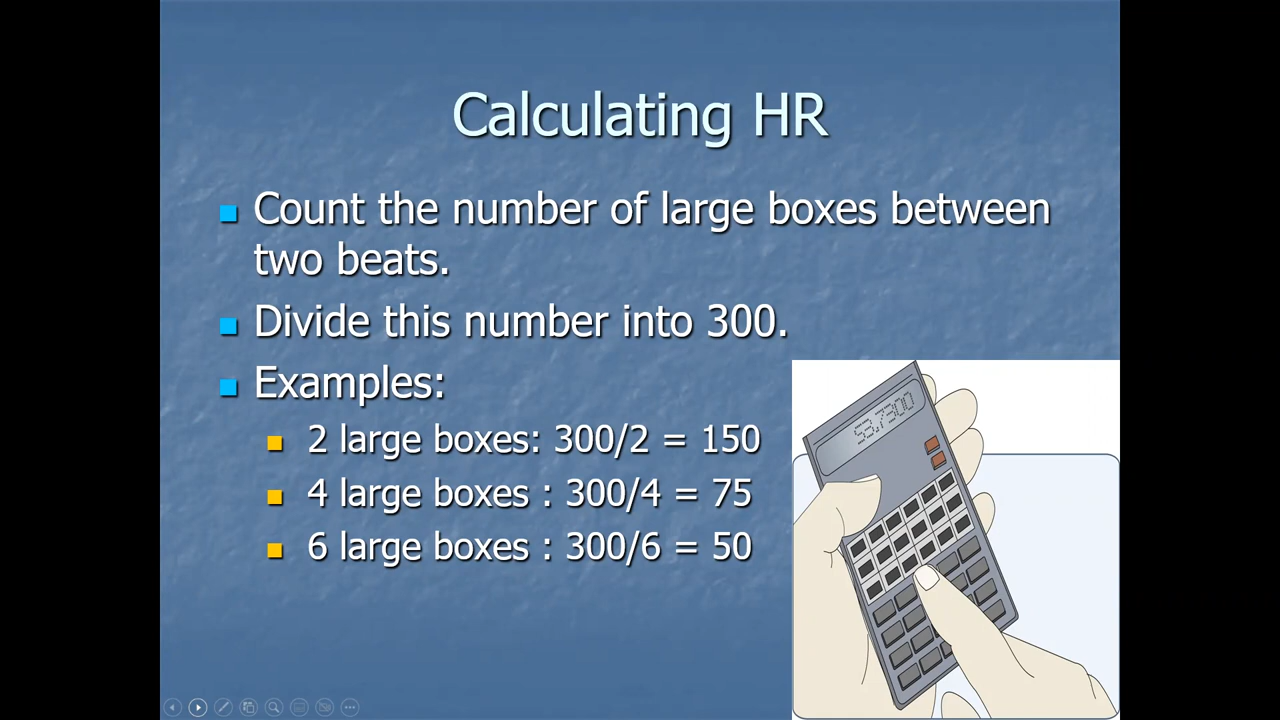 Calculating HR
Count the number of large boxes between
two beats.
Divide this number into 300.
Examples:
2 large boxes: 300/2 = 150
4 large boxes : 300/4 = 75
6 large boxes : 300/6 = 50